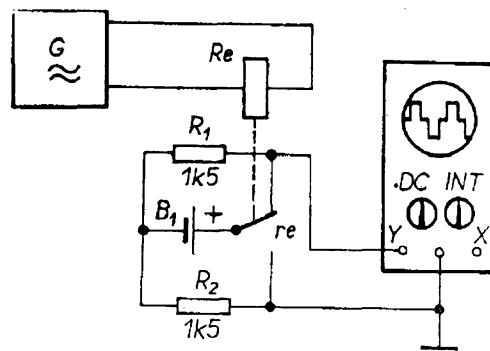 G
≈
Re
R1
1k5
B1 +
re
R2
1k5
.DC INT
Y X